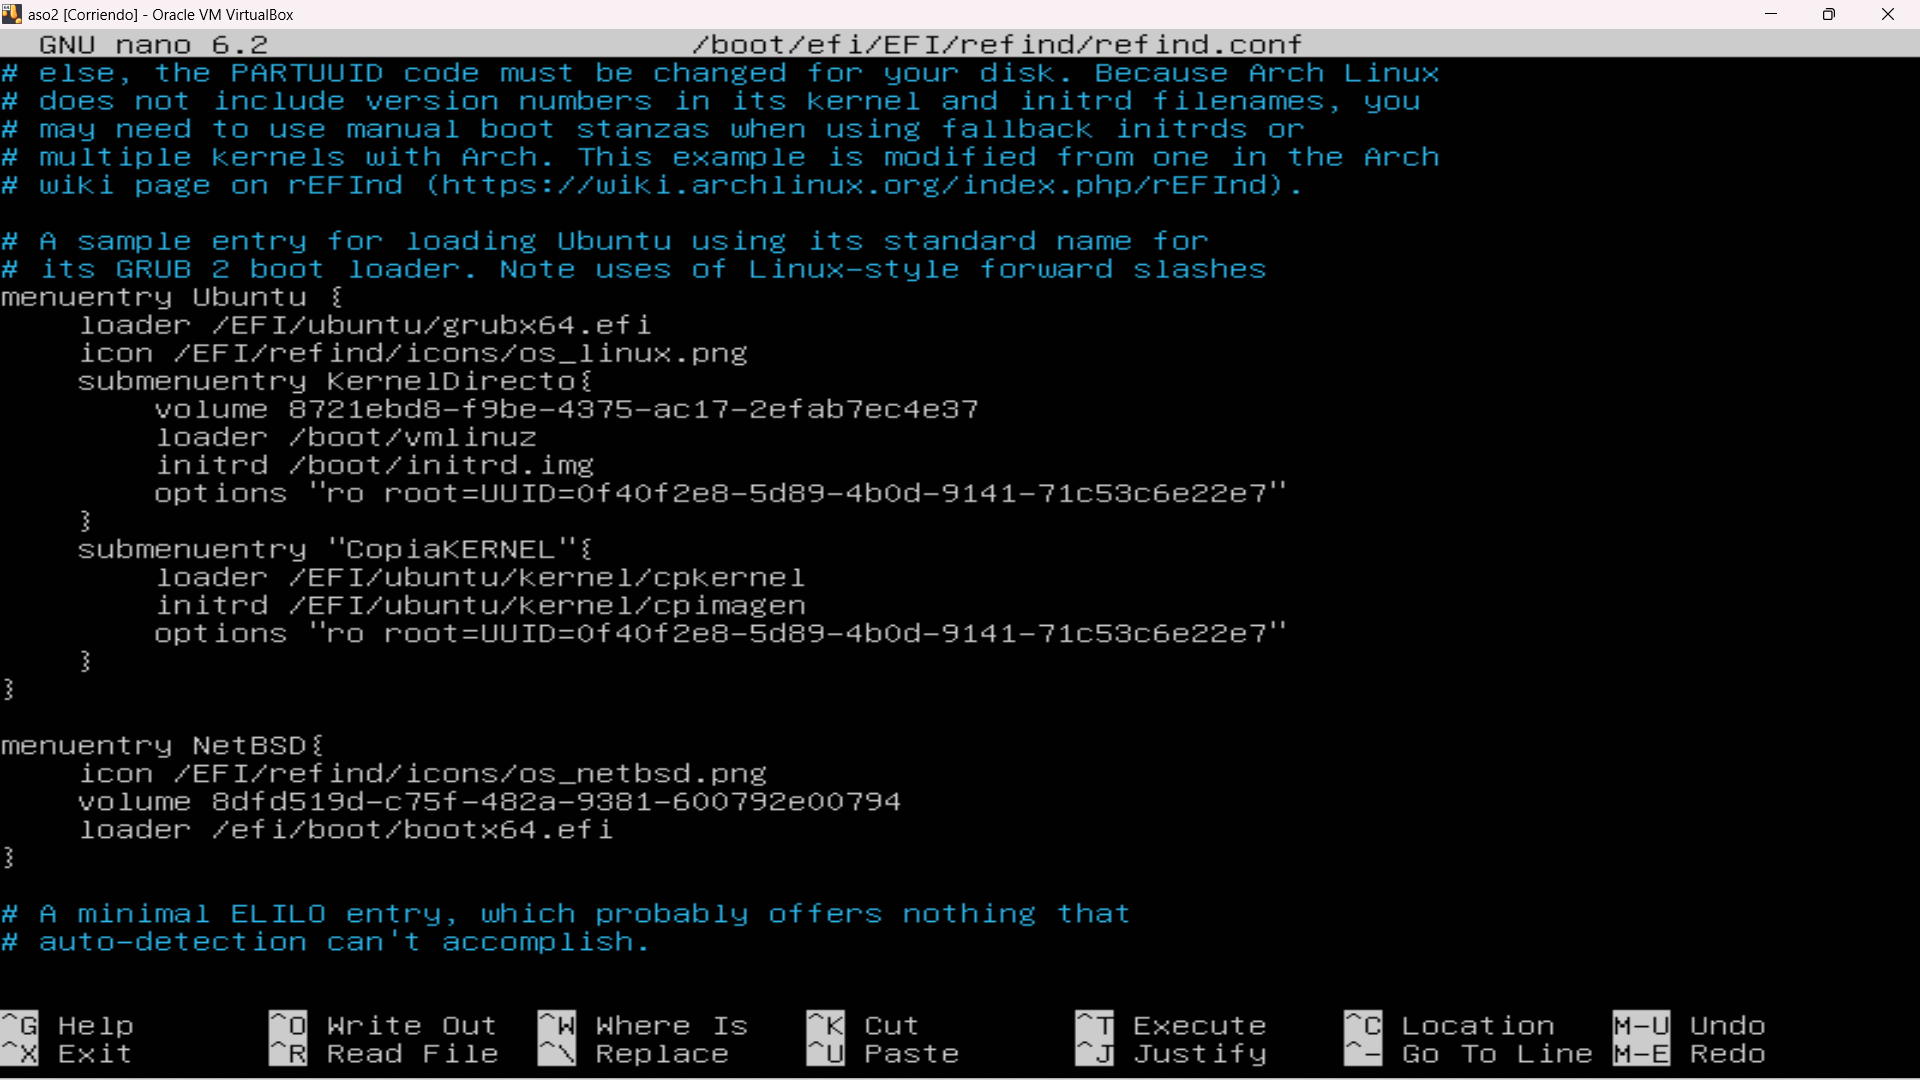 aso2 [Corriendo] - Oracle VM VirtualBox
GNU nano 6.2 /boot/efi/EFI/refind/refind.conf
# else, the PARTUUID code must be changed for your disk. Because Arch Linux
# does not include version numbers in its kernel and initrd filenames, you
# may need to use manual boot stanzas when using fallback initrds or
# multiple kernels with Arch. This example is modified from one in the Arch
# wiki page on rEFInd (https://wiki.archlinux.org/index.php/rEFInd).
# A sample entry for loading Ubuntu using its standard name for
# its GRUB 2 boot loader. Note uses of Linux-style forward slashes
menuentry Ubuntu {
loader /EFI/ubuntu/grubx64.efi
icon /EFI/refind/icons/os_linux.png
submenuentry KernelDirecto{
volume 8721ebd8-f9be-4375-ac17-2efab7ec4e37
loader /boot/vmlinuz
initrd /boot/initrd.img
options "ro root=UUID=0f40f2e8-5d89-4b0d-9141-71c53c6e22e7"
}
submenuentry "CopiaKERNEL"{
loader /EFI/ubuntu/kernel/cpkernel
initrd /EFI/ubuntu/kernel/cpimagen
options "ro root=UUID=0f40f2e8-5d89-4b0d-9141-71c53c6e22e7"
}
}
menuentry NetBSD{
icon /EFI/refind/icons/os_netbsd.png
volume 8dfd519d-c75f-482a-9381-600792e00794
loader /efi/boot/bootx64.efi
}
# A minimal ELILO entry, which probably offers nothing that
# auto-detection can't accomplish.
^G Help ^O Write Out ^W Where Is ^K Cut ^T Execute ^C Location M-U Undo
^X Exit ^R Read File ^\ Replace ^U Paste ^J Justify ^- Go To Line M-E Redo